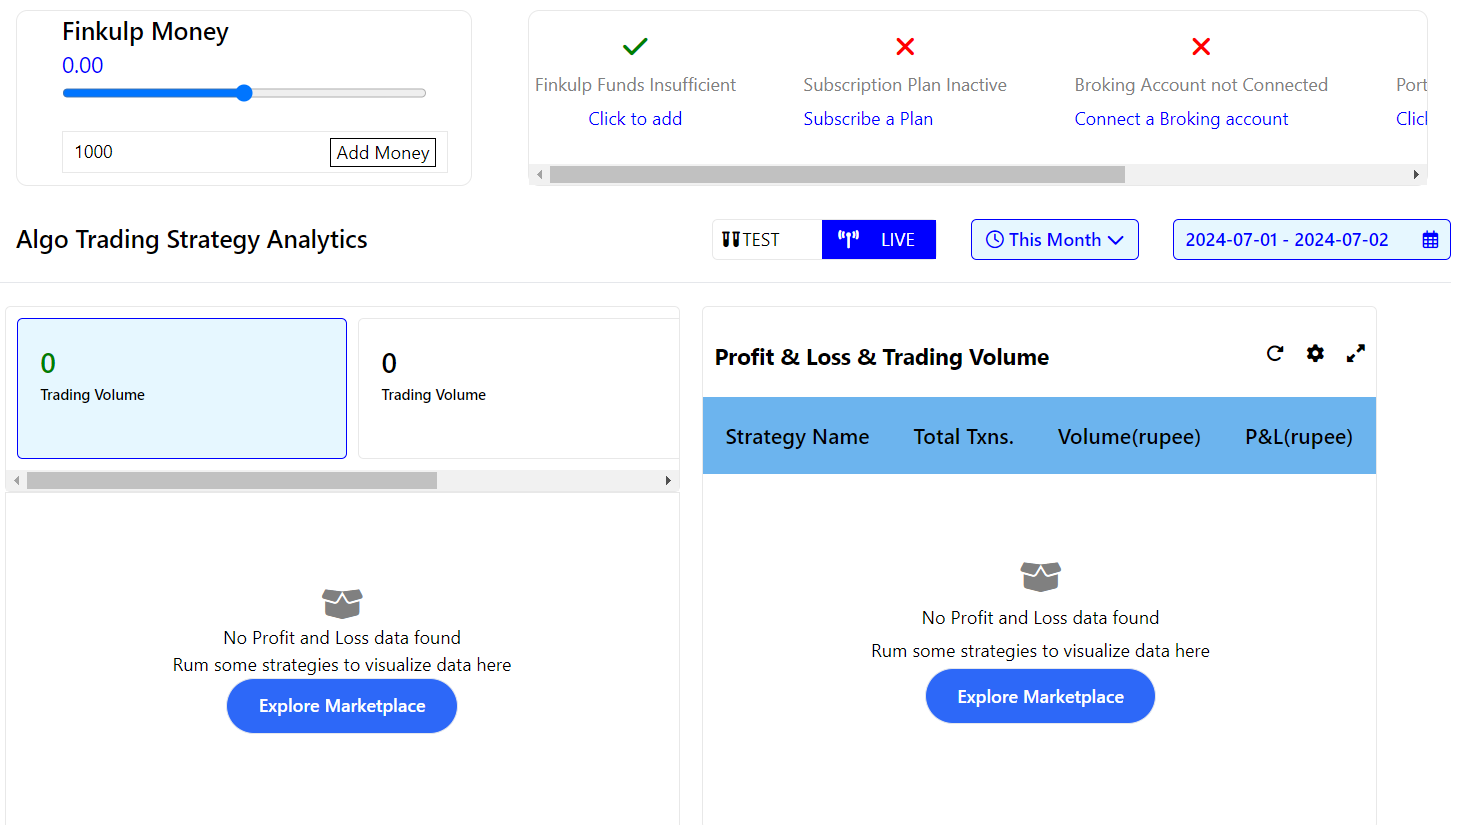 Finkulp Money
0.00
1000
Add Money
Finkulp Funds Insufficient
Click to add
Subscription Plan Inactive
Subscribe a Plan
Broking Account not Connected
Connect a Broking account
Port
Clic
Algo Trading Strategy Analytics
TEST
LIVE
This Month
2024-07-01 - 2024-07-02
0
Trading Volume
0
Trading Volume
No Profit and Loss data found
Rum some strategies to visualize data here
Explore Marketplace
Profit & Loss & Trading Volume
Strategy Name Total Txns. Volume(rupee) P&L(rupee)
No Profit and Loss data found
Rum some strategies to visualize data here
Explore Marketplace